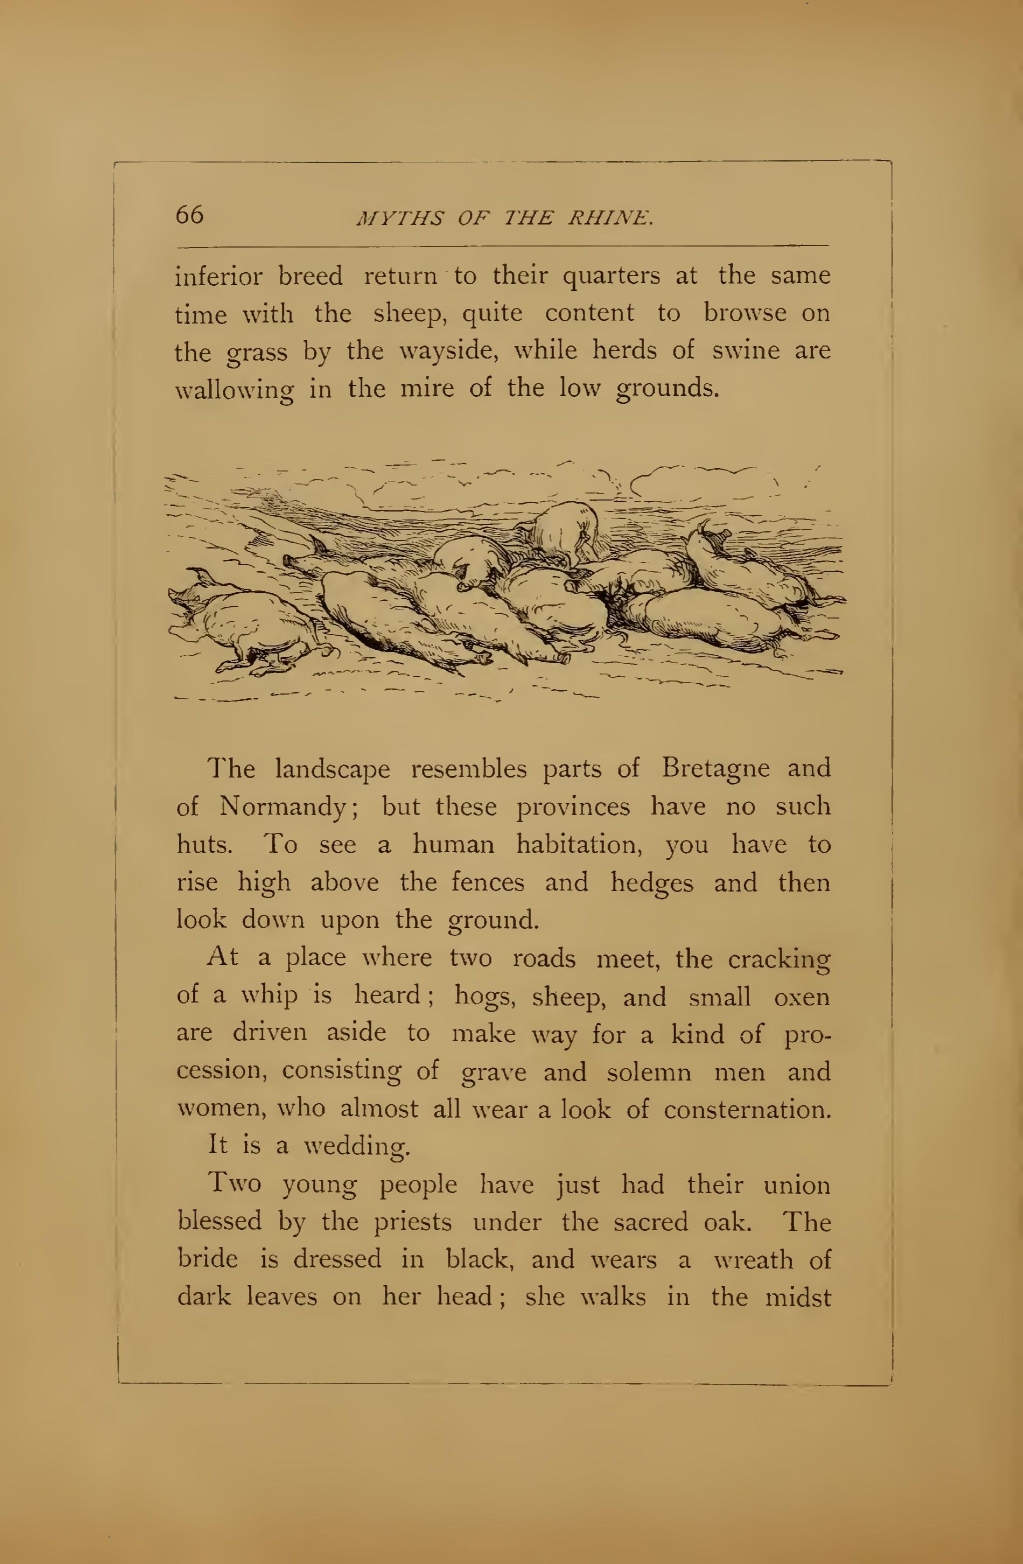 66
MYTHS OF THE RHINE.
inferior breed return to their quarters at the same
time with the sheep, quite content to browse on
the grass by the wayside, while herds of swine are
wallowing in the mire of the low grounds.
The landscape resembles parts of Bretagne and
of Normandy; but these provinces have no such
huts. To see a human habitation, you have to
rise high above the fences and hedges and then
look down upon the ground.
At a place where two roads meet, the cracking
of a whip is heard; hogs, sheep, and small oxen
are driven aside to make way for a kind of pro-
cession, consisting of grave and solemn men and
women, who almost all wear a look of consternation.
It is a wedding.
Two young people have just had their union
blessed by the priests under the sacred oak. The
bride is dressed in black, and wears a wreath of
dark leaves on her head; she walks in the midst